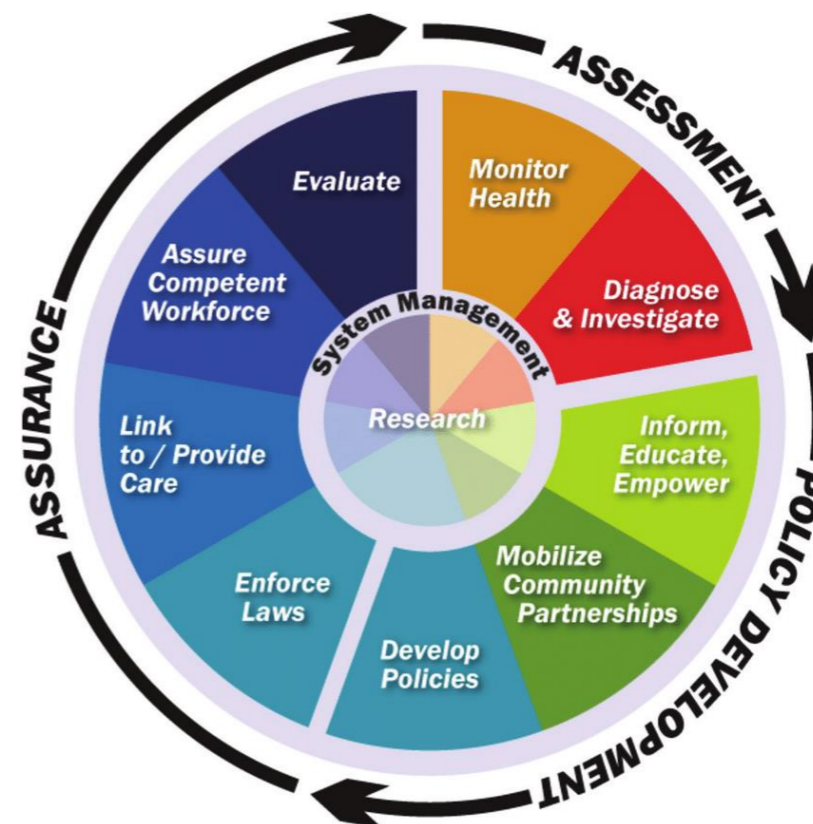 ASSESSMENT
Monitor
Health
Diagnose
& Investigate
POLICY DEVELOPMENT
Inform,
Educate,
Empower
Mobilize
Community
Partnerships
Develop
Policies
ASSURANCE
Enforce
Laws
Link
to / Provide
Care
Assure
Competent
Workforce
Evaluate
System Management
Research